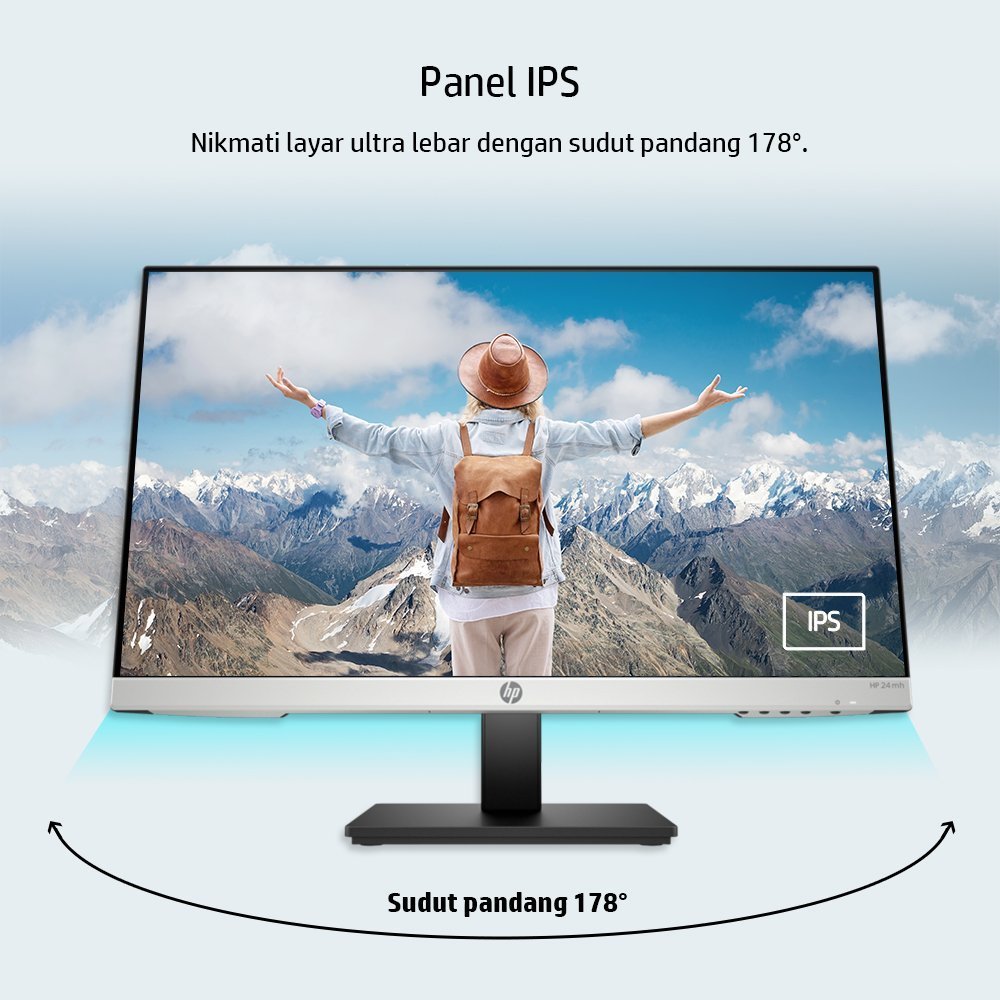 Panel IPS
Nikmati layar ultra lebar dengan sudut pandang 178°.
IPS
hp
HP 24mh
Sudut pandang 178°